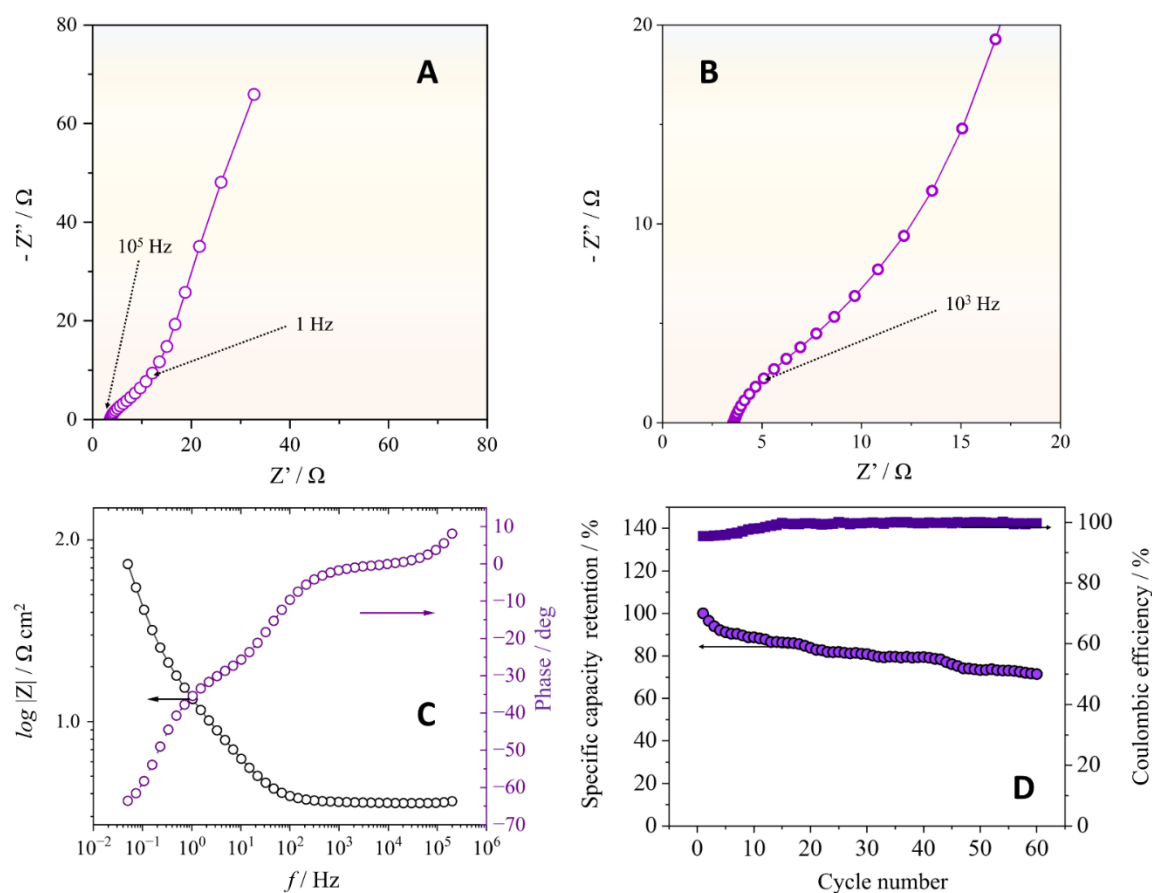 A
80
60
40
20
0
- Z’’ / Ω
10⁵ Hz
1 Hz
0 20 40 60 80
Z’ / Ω
B
20
10
0
- Z’’ / Ω
10³ Hz
0 5 10 15 20
Z’ / Ω
C
2.0
1.0
log |Z| / Ω cm²
10
0
−10
−20
−30
−40
−50
−60
−70
Phase / deg
10⁻² 10⁻¹ 10⁰ 10¹ 10² 10³ 10⁴ 10⁵ 10⁶
f / Hz
D
140
120
100
80
60
40
20
0
Specific capacity retention / %
100
80
60
40
20
0
Coulombic efficiency / %
0 10 20 30 40 50 60
Cycle number